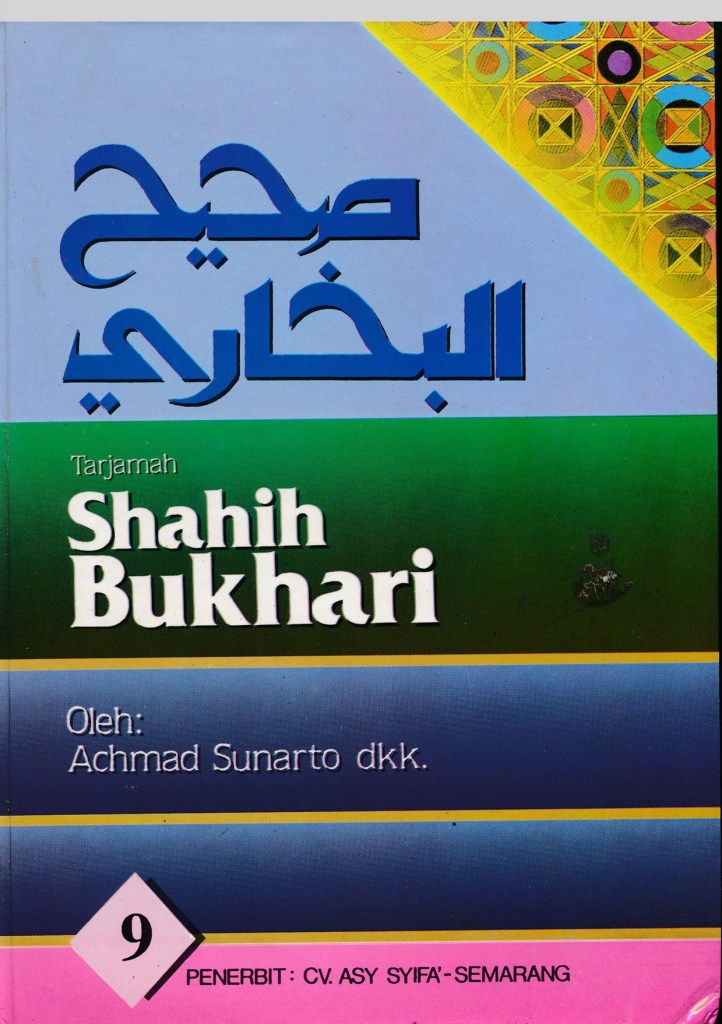 صحيح
البخاري
Tarjamah
Shahih
Bukhari
Oleh:
Achmad Sunarto dkk.
9
PENERBIT: CV. ASY SYIFA'-SEMARANG